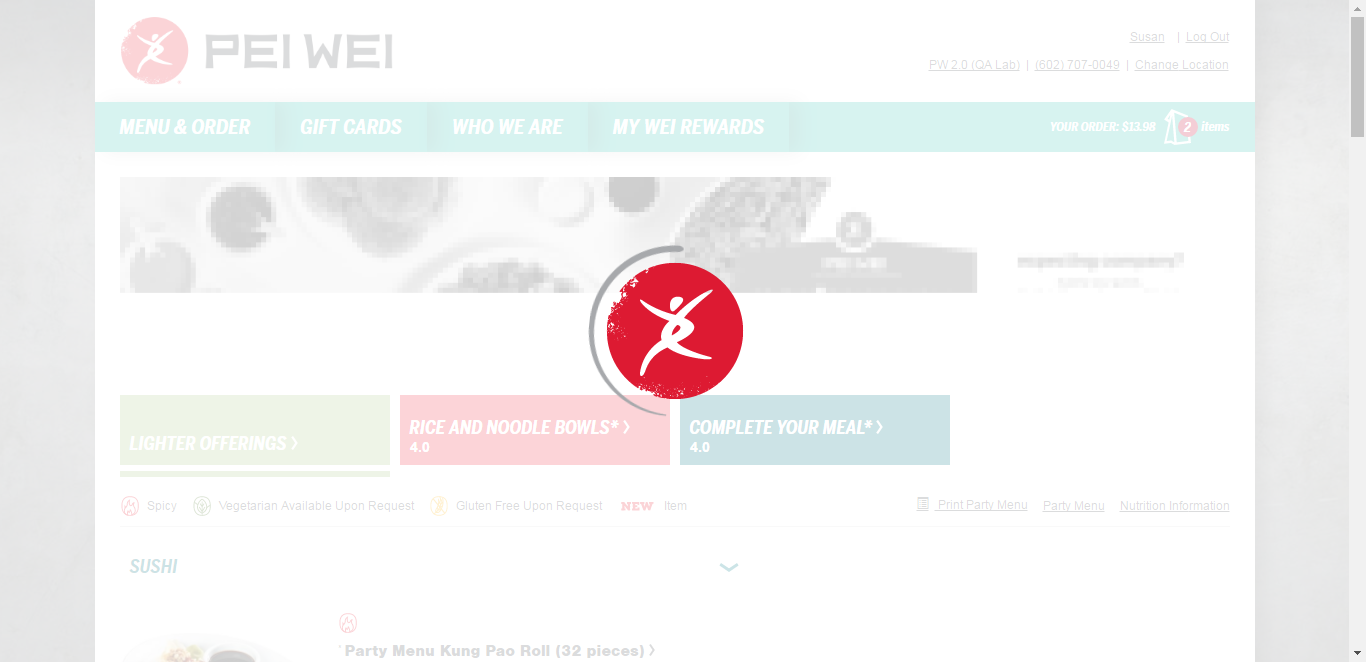 PEI WEI
Susan | Log Out
PW 2.0 (QA Lab) | (602) 707-0049 | Change Location
MENU & ORDER GIFT CARDS WHO WE ARE MY WEI REWARDS YOUR ORDER: $13.98 2 items
LIGHTER OFFERINGS >
RICE AND NOODLE BOWLS* >
4.0
COMPLETE YOUR MEAL* >
4.0
Spicy Vegetarian Available Upon Request Gluten Free Upon Request NEW Item Print Party Menu Party Menu Nutrition Information
SUSHI
Party Menu Kung Pao Roll (32 pieces) >